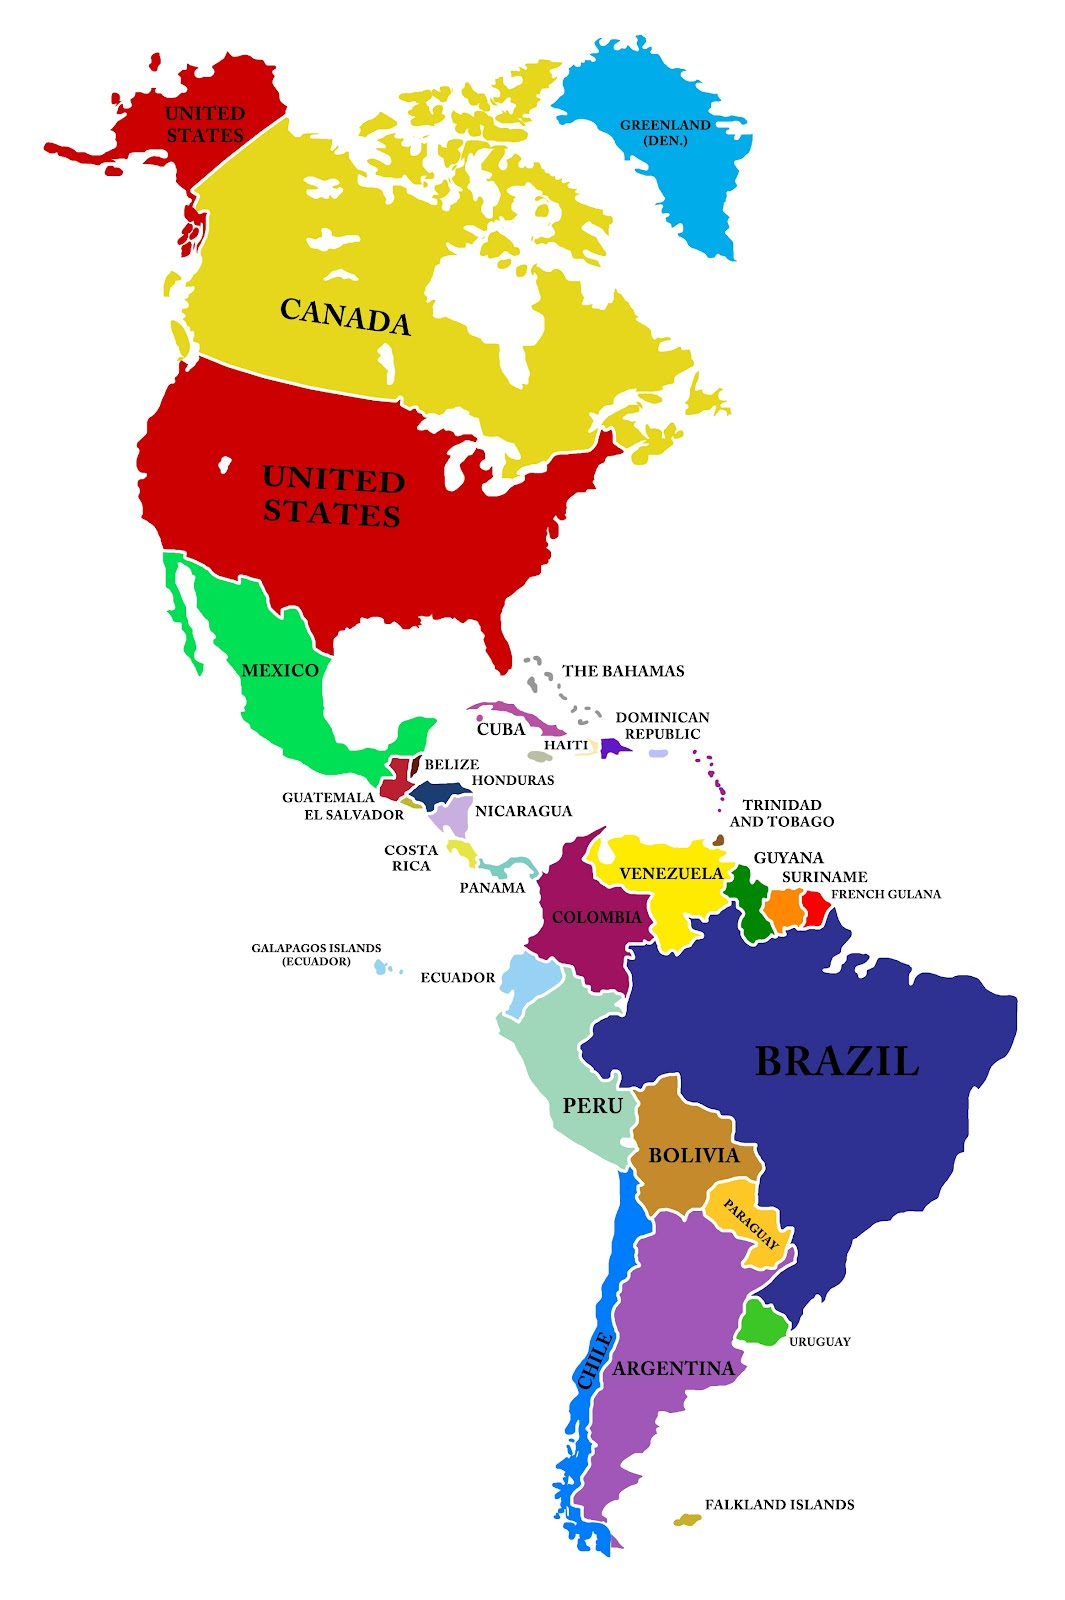 UNITED
STATES
GREENLAND
(DEN.)
CANADA
UNITED
STATES
MEXICO
THE BAHAMAS
CUBA
DOMINICAN
REPUBLIC
HAITI
BELIZE
HONDURAS
GUATEMALA
EL SALVADOR
NICARAGUA
TRINIDAD
AND TOBAGO
COSTA
RICA
PANAMA
VENEZUELA
GUYANA
SURINAME
FRENCH GULANA
COLOMBIA
GALAPAGOS ISLANDS
(ECUADOR)
ECUADOR
BRAZIL
PERU
BOLIVIA
PARAGUAY
CHILE
ARGENTINA
URUGUAY
FALKLAND ISLANDS